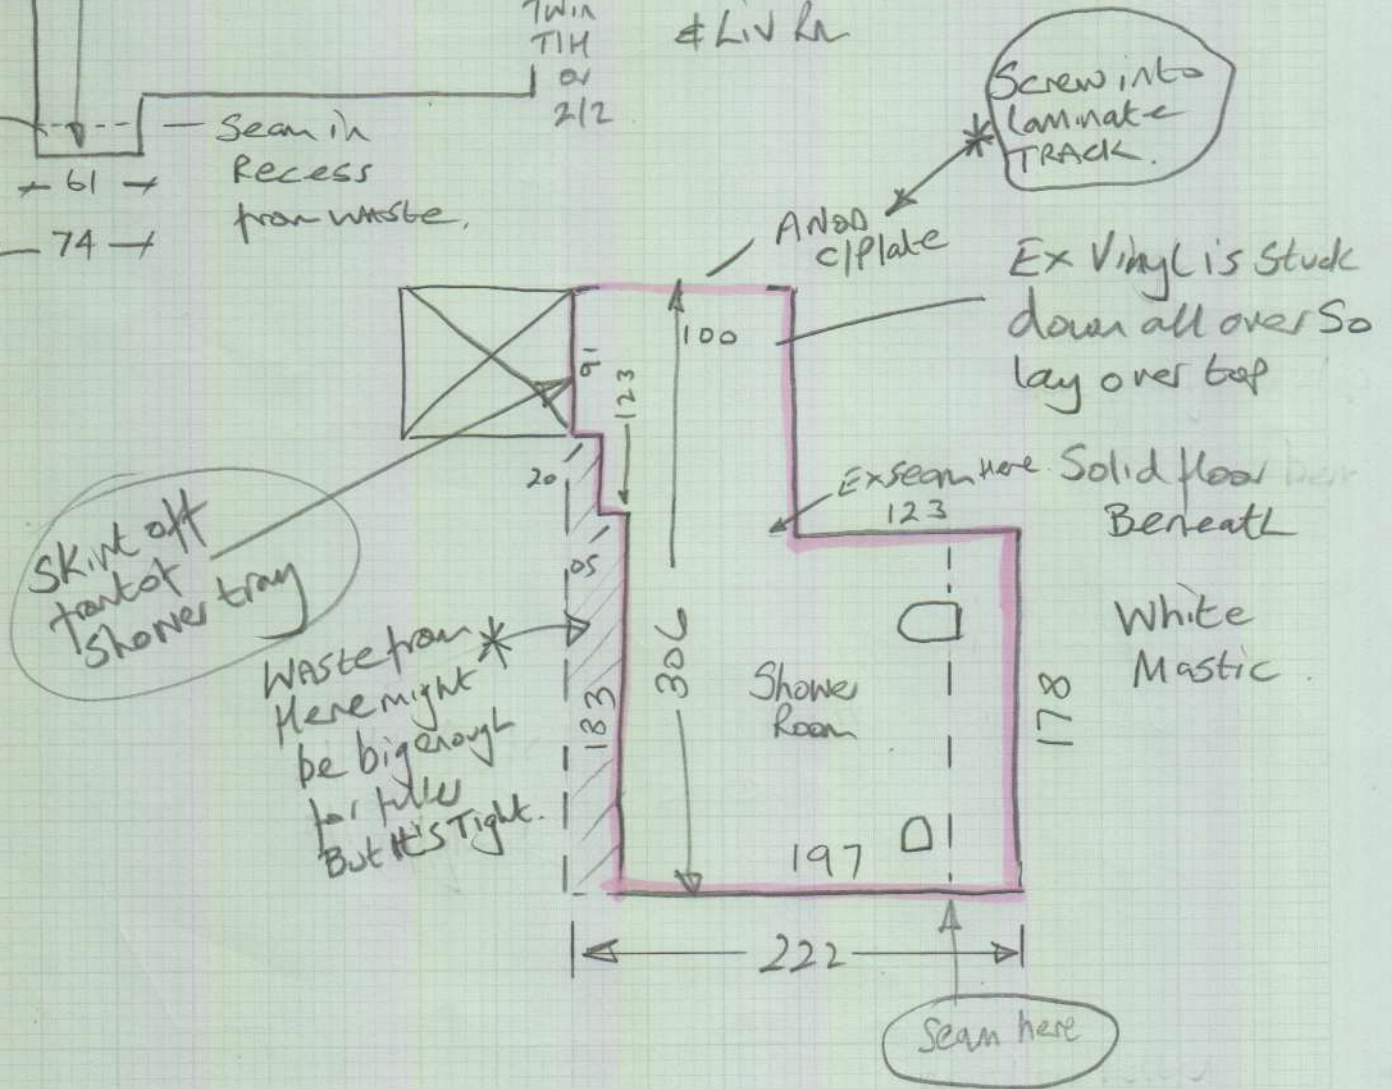 Twin
T/H
or
2/2
& Liv Rm
Seam in
Recess
from WASte.
61
74
Screw into
laminate
TRACK.
ANOD
C/Plate
Ex Vinyl is Stuck
down all over So
lay over top
100
91
123
20
05
Ex Seam Here
123
Solid floor
Beneath
Skirt off
front of
Shower tray
WAste from
Here might
be big enough
for filler
But It's Tight.
183
306
Shower
Room
178
White
Mastic
197
222
Seam here